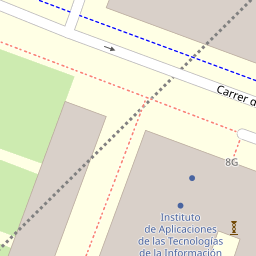 Carrer d
8G
Instituto
de Aplicaciones
de las Tecnologías
de la Información